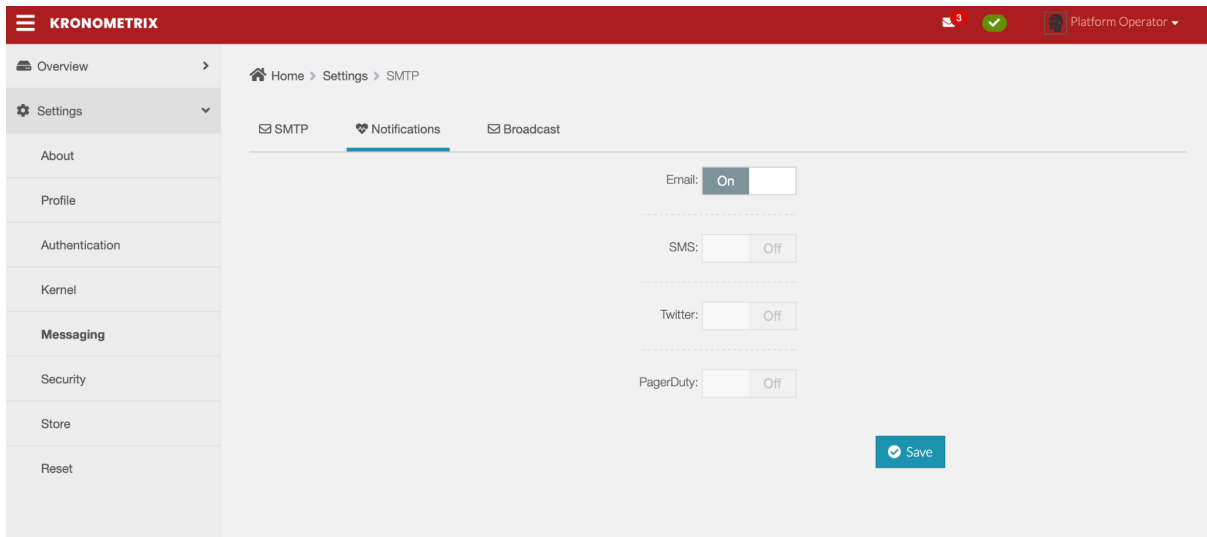 KRONOMETRIX
3
Platform Operator
Overview
Settings
About
Profile
Authentication
Kernel
Messaging
Security
Store
Reset
Home > Settings > SMTP
SMTP Notifications Broadcast
Email: On
SMS: Off
Twitter: Off
PagerDuty: Off
Save